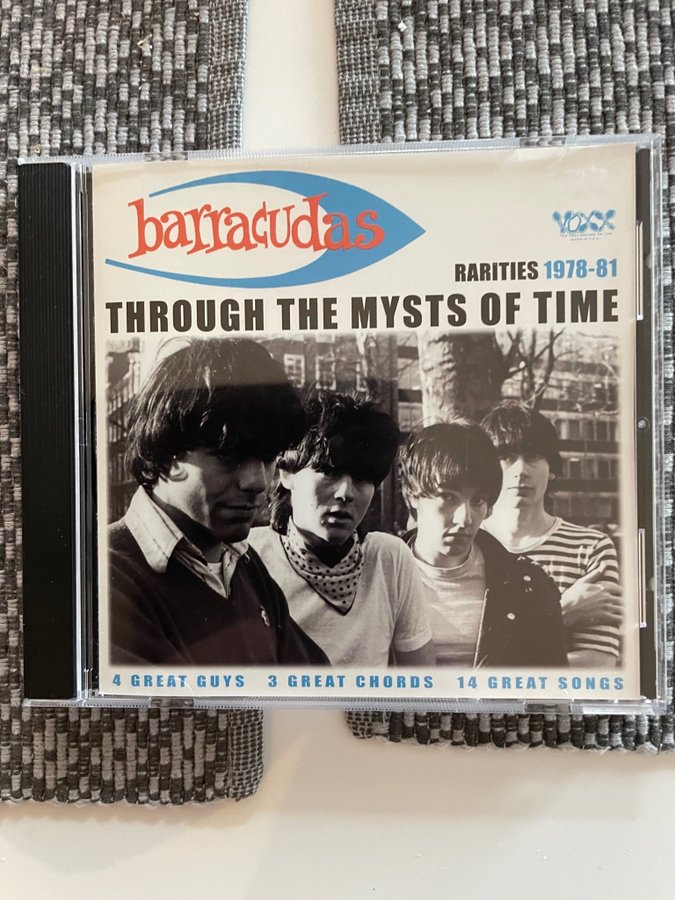 barracudas
VOXX
RARITIES 1978-81
THROUGH THE MYSTS OF TIME
4 GREAT GUYS 3 GREAT CHORDS 14 GREAT SONGS